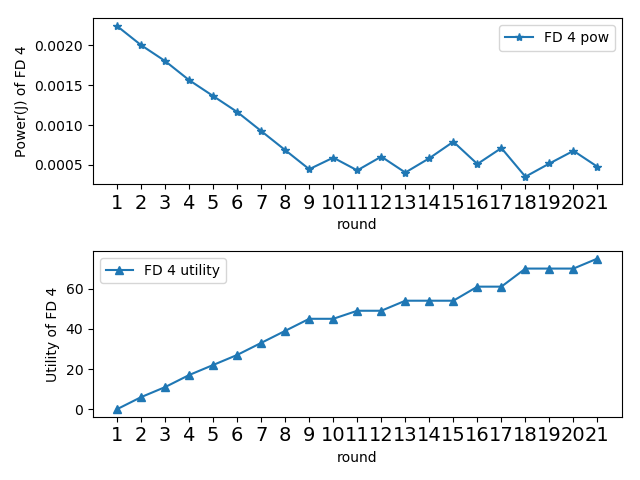 FD 4 pow
Power(J) of FD 4
0.0020
0.0015
0.0010
0.0005
1 2 3 4 5 6 7 8 9 10 11 12 13 14 15 16 17 18 19 20 21
round
FD 4 utility
Utility of FD 4
60
40
20
0
1 2 3 4 5 6 7 8 9 10 11 12 13 14 15 16 17 18 19 20 21
round